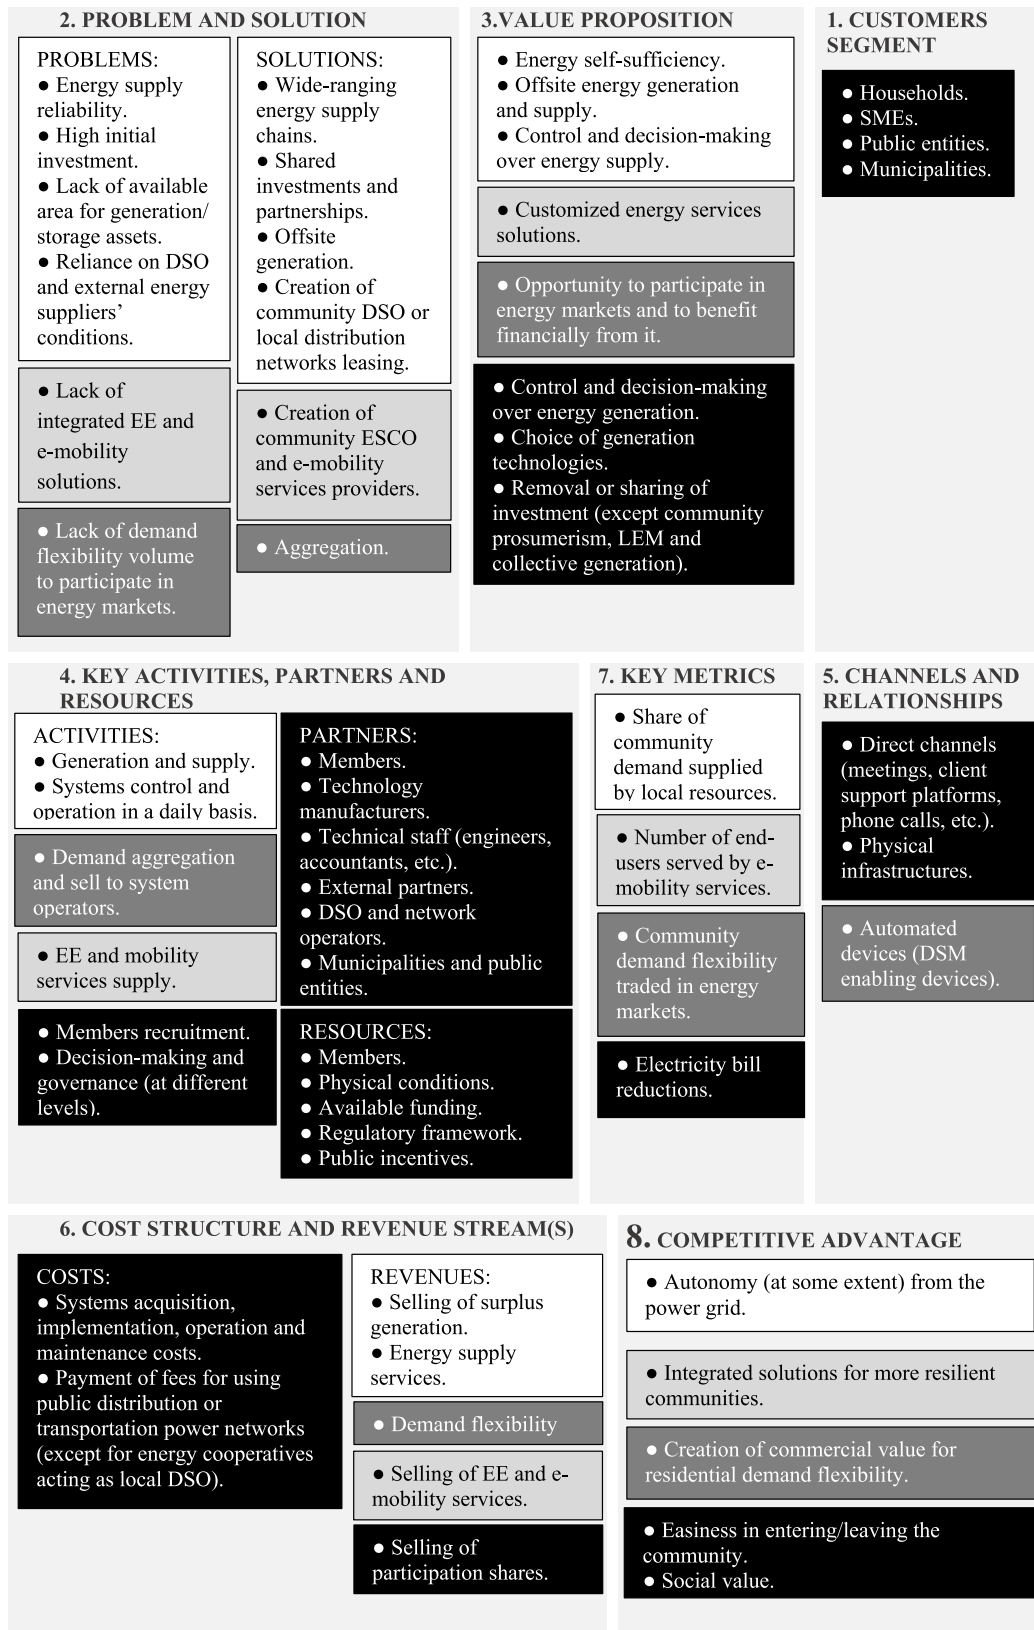 2. PROBLEM AND SOLUTION
PROBLEMS:
● Energy supply
reliability.
● High initial
investment.
● Lack of available
area for generation/
storage assets.
● Reliance on DSO
and external energy
suppliers’
conditions.
● Lack of
integrated EE and
e-mobility
solutions.
● Lack of demand
flexibility volume
to participate in
energy markets.
SOLUTIONS:
● Wide-ranging
energy supply
chains.
● Shared
investments and
partnerships.
● Offsite
generation.
● Creation of
community DSO or
local distribution
networks leasing.
● Creation of
community ESCO
and e-mobility
services providers.
● Aggregation.
3.VALUE PROPOSITION
● Energy self-sufficiency.
● Offsite energy generation
and supply.
● Control and decision-making
over energy supply.
● Customized energy services
solutions.
● Opportunity to participate in
energy markets and to benefit
financially from it.
● Control and decision-making
over energy generation.
● Choice of generation
technologies.
● Removal or sharing of
investment (except community
prosumerism, LEM and
collective generation).
1. CUSTOMERS
SEGMENT
● Households.
● SMEs.
● Public entities.
● Municipalities.
4. KEY ACTIVITIES, PARTNERS AND
RESOURCES
ACTIVITIES:
● Generation and supply.
● Systems control and
operation in a daily basis.
● Demand aggregation
and sell to system
operators.
● EE and mobility
services supply.
● Members recruitment.
● Decision-making and
governance (at different
levels).
PARTNERS:
● Members.
● Technology
manufacturers.
● Technical staff (engineers,
accountants, etc.).
● External partners.
● DSO and network
operators.
● Municipalities and public
entities.
RESOURCES:
● Members.
● Physical conditions.
● Available funding.
● Regulatory framework.
● Public incentives.
7. KEY METRICS
● Share of
community
demand supplied
by local resources.
● Number of end-
users served by e-
mobility services.
● Community
demand flexibility
traded in energy
markets.
● Electricity bill
reductions.
5. CHANNELS AND
RELATIONSHIPS
● Direct channels
(meetings, client
support platforms,
phone calls, etc.).
● Physical
infrastructures.
● Automated
devices (DSM
enabling devices).
6. COST STRUCTURE AND REVENUE STREAM(S)
COSTS:
● Systems acquisition,
implementation, operation and
maintenance costs.
● Payment of fees for using
public distribution or
transportation power networks
(except for energy cooperatives
acting as local DSO).
REVENUES:
● Selling of surplus
generation.
● Energy supply
services.
● Demand flexibility
● Selling of EE and e-
mobility services.
● Selling of
participation shares.
8. COMPETITIVE ADVANTAGE
● Autonomy (at some extent) from the
power grid.
● Integrated solutions for more resilient
communities.
● Creation of commercial value for
residential demand flexibility.
● Easiness in entering/leaving the
community.
● Social value.